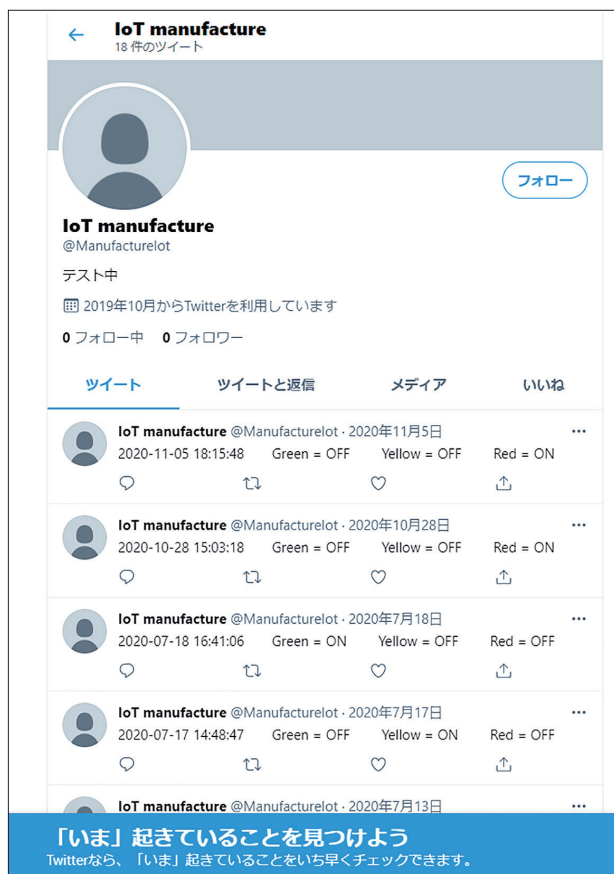 IoT manufacture
18 件のツイート
フォロー
IoT manufacture
@ManufactureIot
テスト中
2019年10月からTwitterを利用しています
0 フォロー中 0 フォロワー
ツイート ツイートと返信 メディア いいね
IoT manufacture @ManufactureIot · 2020年11月5日 ···
2020-11-05 18:15:48 Green = OFF Yellow = OFF Red = ON
IoT manufacture @ManufactureIot · 2020年10月28日 ···
2020-10-28 15:03:18 Green = OFF Yellow = OFF Red = ON
IoT manufacture @ManufactureIot · 2020年7月18日 ···
2020-07-18 16:41:06 Green = ON Yellow = OFF Red = OFF
IoT manufacture @ManufactureIot · 2020年7月17日 ···
2020-07-17 14:48:47 Green = OFF Yellow = ON Red = OFF
IoT manufacture @ManufactureIot · 2020年7月13日 ···
「いま」起きていることを見つけよう
Twitterなら、「いま」起きていることをいち早くチェックできます。